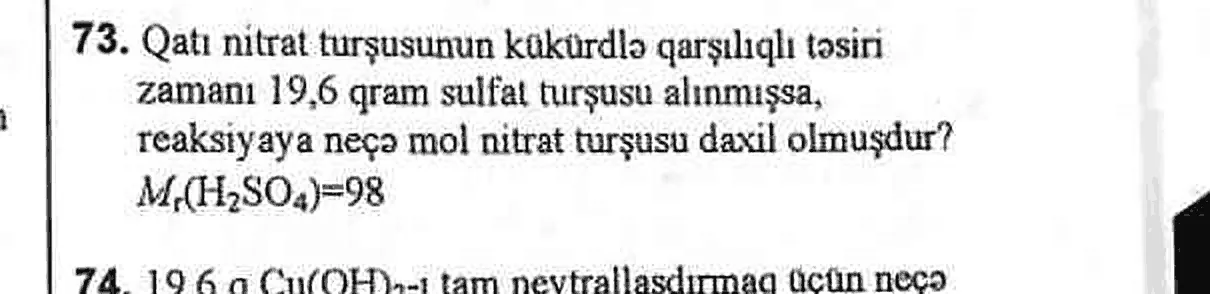 73. Qatı nitrat turşusunun kükürdlə qarşılıqlı təsiri
zamanı 19,6 qram sulfat turşusu alınmışsa,
reaksiyaya neçə mol nitrat turşusu daxil olmuşdur?
Mᵣ(H₂SO₄)=98
74. 19,6 q Cu(OH)₂-ı tam neytrallaşdırmaq üçün neçə